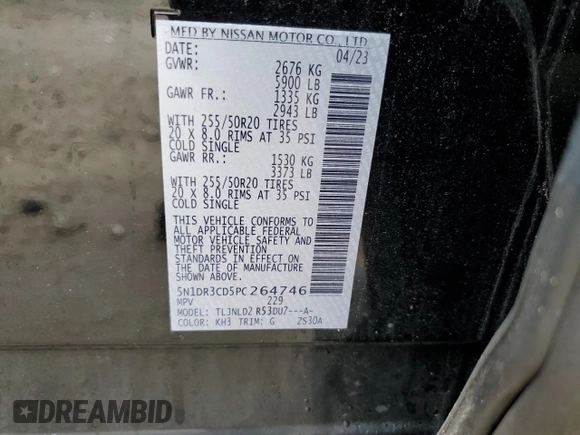 MFD BY NISSAN MOTOR CO., LTD
DATE: 04/23
GVWR: 2676 KG
5900 LB
GAWR FR.: 1335 KG
2943 LB
WITH 255/50R20 TIRES
20 x 8.0 RIMS AT 35 PSI
COLD SINGLE
GAWR RR.: 1530 KG
3373 LB
WITH 255/50R20 TIRES
20 x 8.0 RIMS AT 35 PSI
COLD SINGLE
THIS VEHICLE CONFORMS TO
ALL APPLICABLE FEDERAL
MOTOR VEHICLE SAFETY AND
THEFT PREVENTION
STANDARDS IN EFFECT ON
THE DATE OF MANUFACTURE
SHOWN ABOVE
5N1DR3CD5PC264746
MPV 229
MODEL: TLJNLD2 R53DU7---A-
COLOR: KH3 TRIM: G 2S30A
DREAMBID